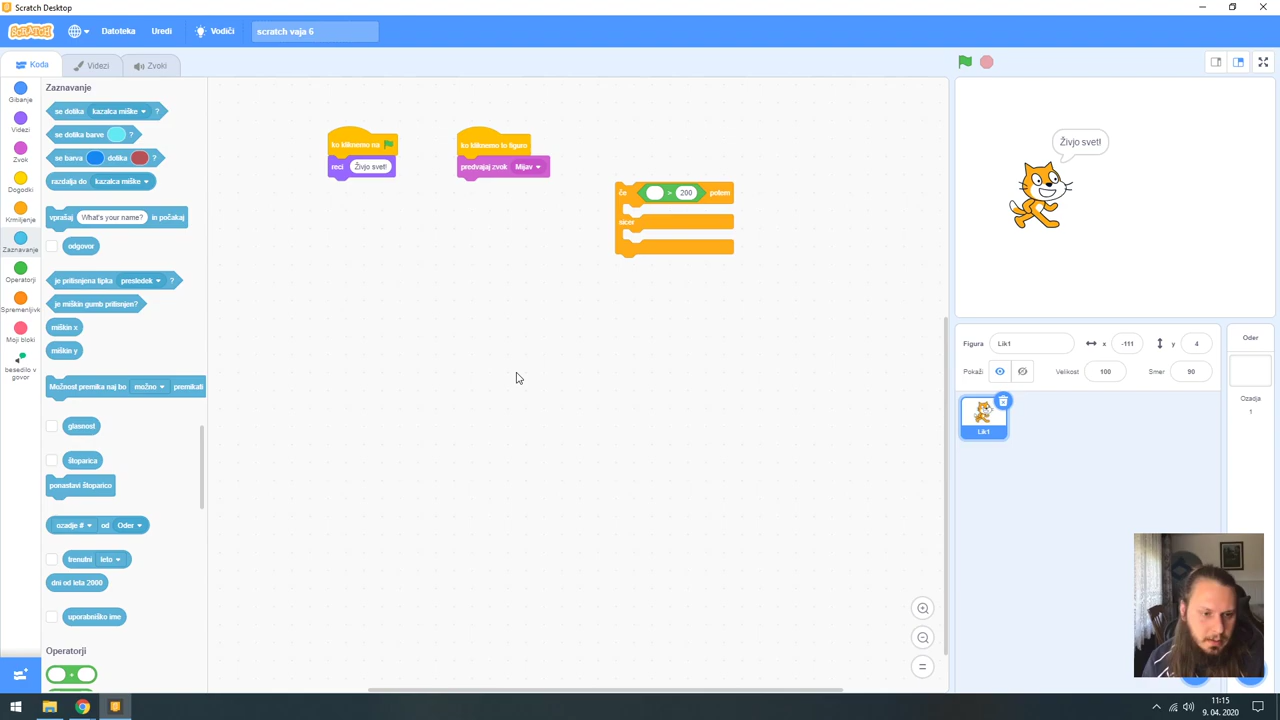 Scratch Desktop
SCRATCH
Datoteka
Uredi
Vodiči
scratch vaja 6
Koda
Videzi
Zvoki
Gibanje
Videzi
Zvok
Dogodki
Krmiljenje
Zaznavanje
Operatorji
Spremenljivk
Moji bloki
besedilo v
govor
Zaznavanje
se dotika kazalca miške ?
se dotika barve ?
se barva dotika ?
razdalja do kazalca miške
vprašaj What's your name? in počakaj
odgovor
je pritisnjena tipka presledek ?
je miškin gumb pritisnjen?
miškin x
miškin y
Možnost premika naj bo možno premikati
glasnost
štoparica
ponastavi štoparico
ozadje # od Oder
trenutni leto
dni od leta 2000
uporabniško ime
Operatorji
+
ko kliknemo na
reci Živjo svet!
ko kliknemo to figuro
predvajaj zvok Mijav
če > 200 potem
sicer
Živjo svet!
Figura Lik1 x -111 y 4
Pokaži Velikost 100 Smer 90
Lik1
Oder
Ozadja
1
11:15
9. 04. 2020